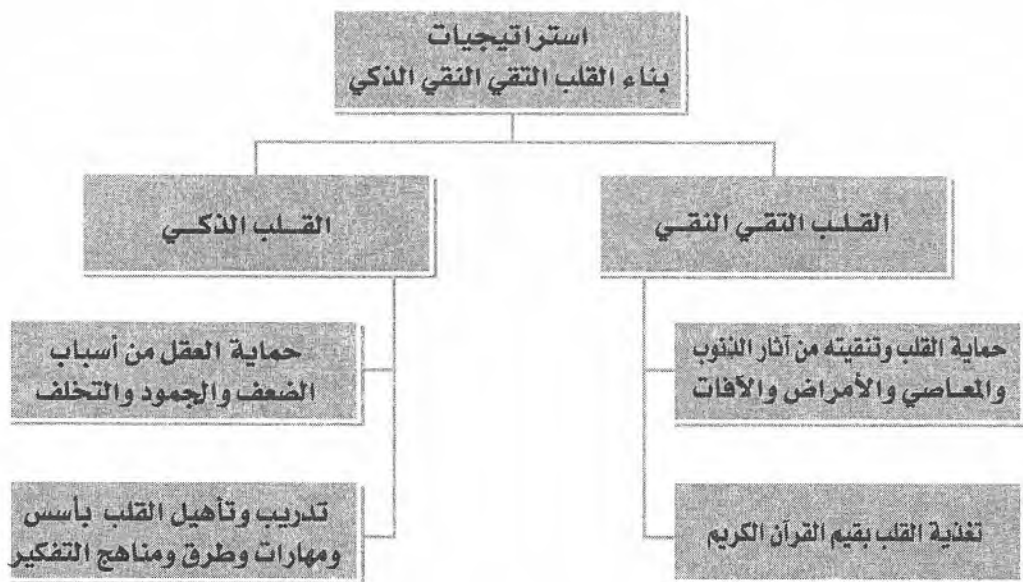 استراتيجيات
بناء القلب التقي النقي الذكي
القلب التقي النقي
القلب الذكي
حماية القلب وتنقيته من آثار الذنوب
والمعاصي والأمراض والآفات
حماية العقل من أسباب
الضعف والجمود والتخلف
تغذية القلب بقيم القرآن الكريم
تدريب وتأهيل القلب بأسس
ومهارات وطرق ومناهج التفكير